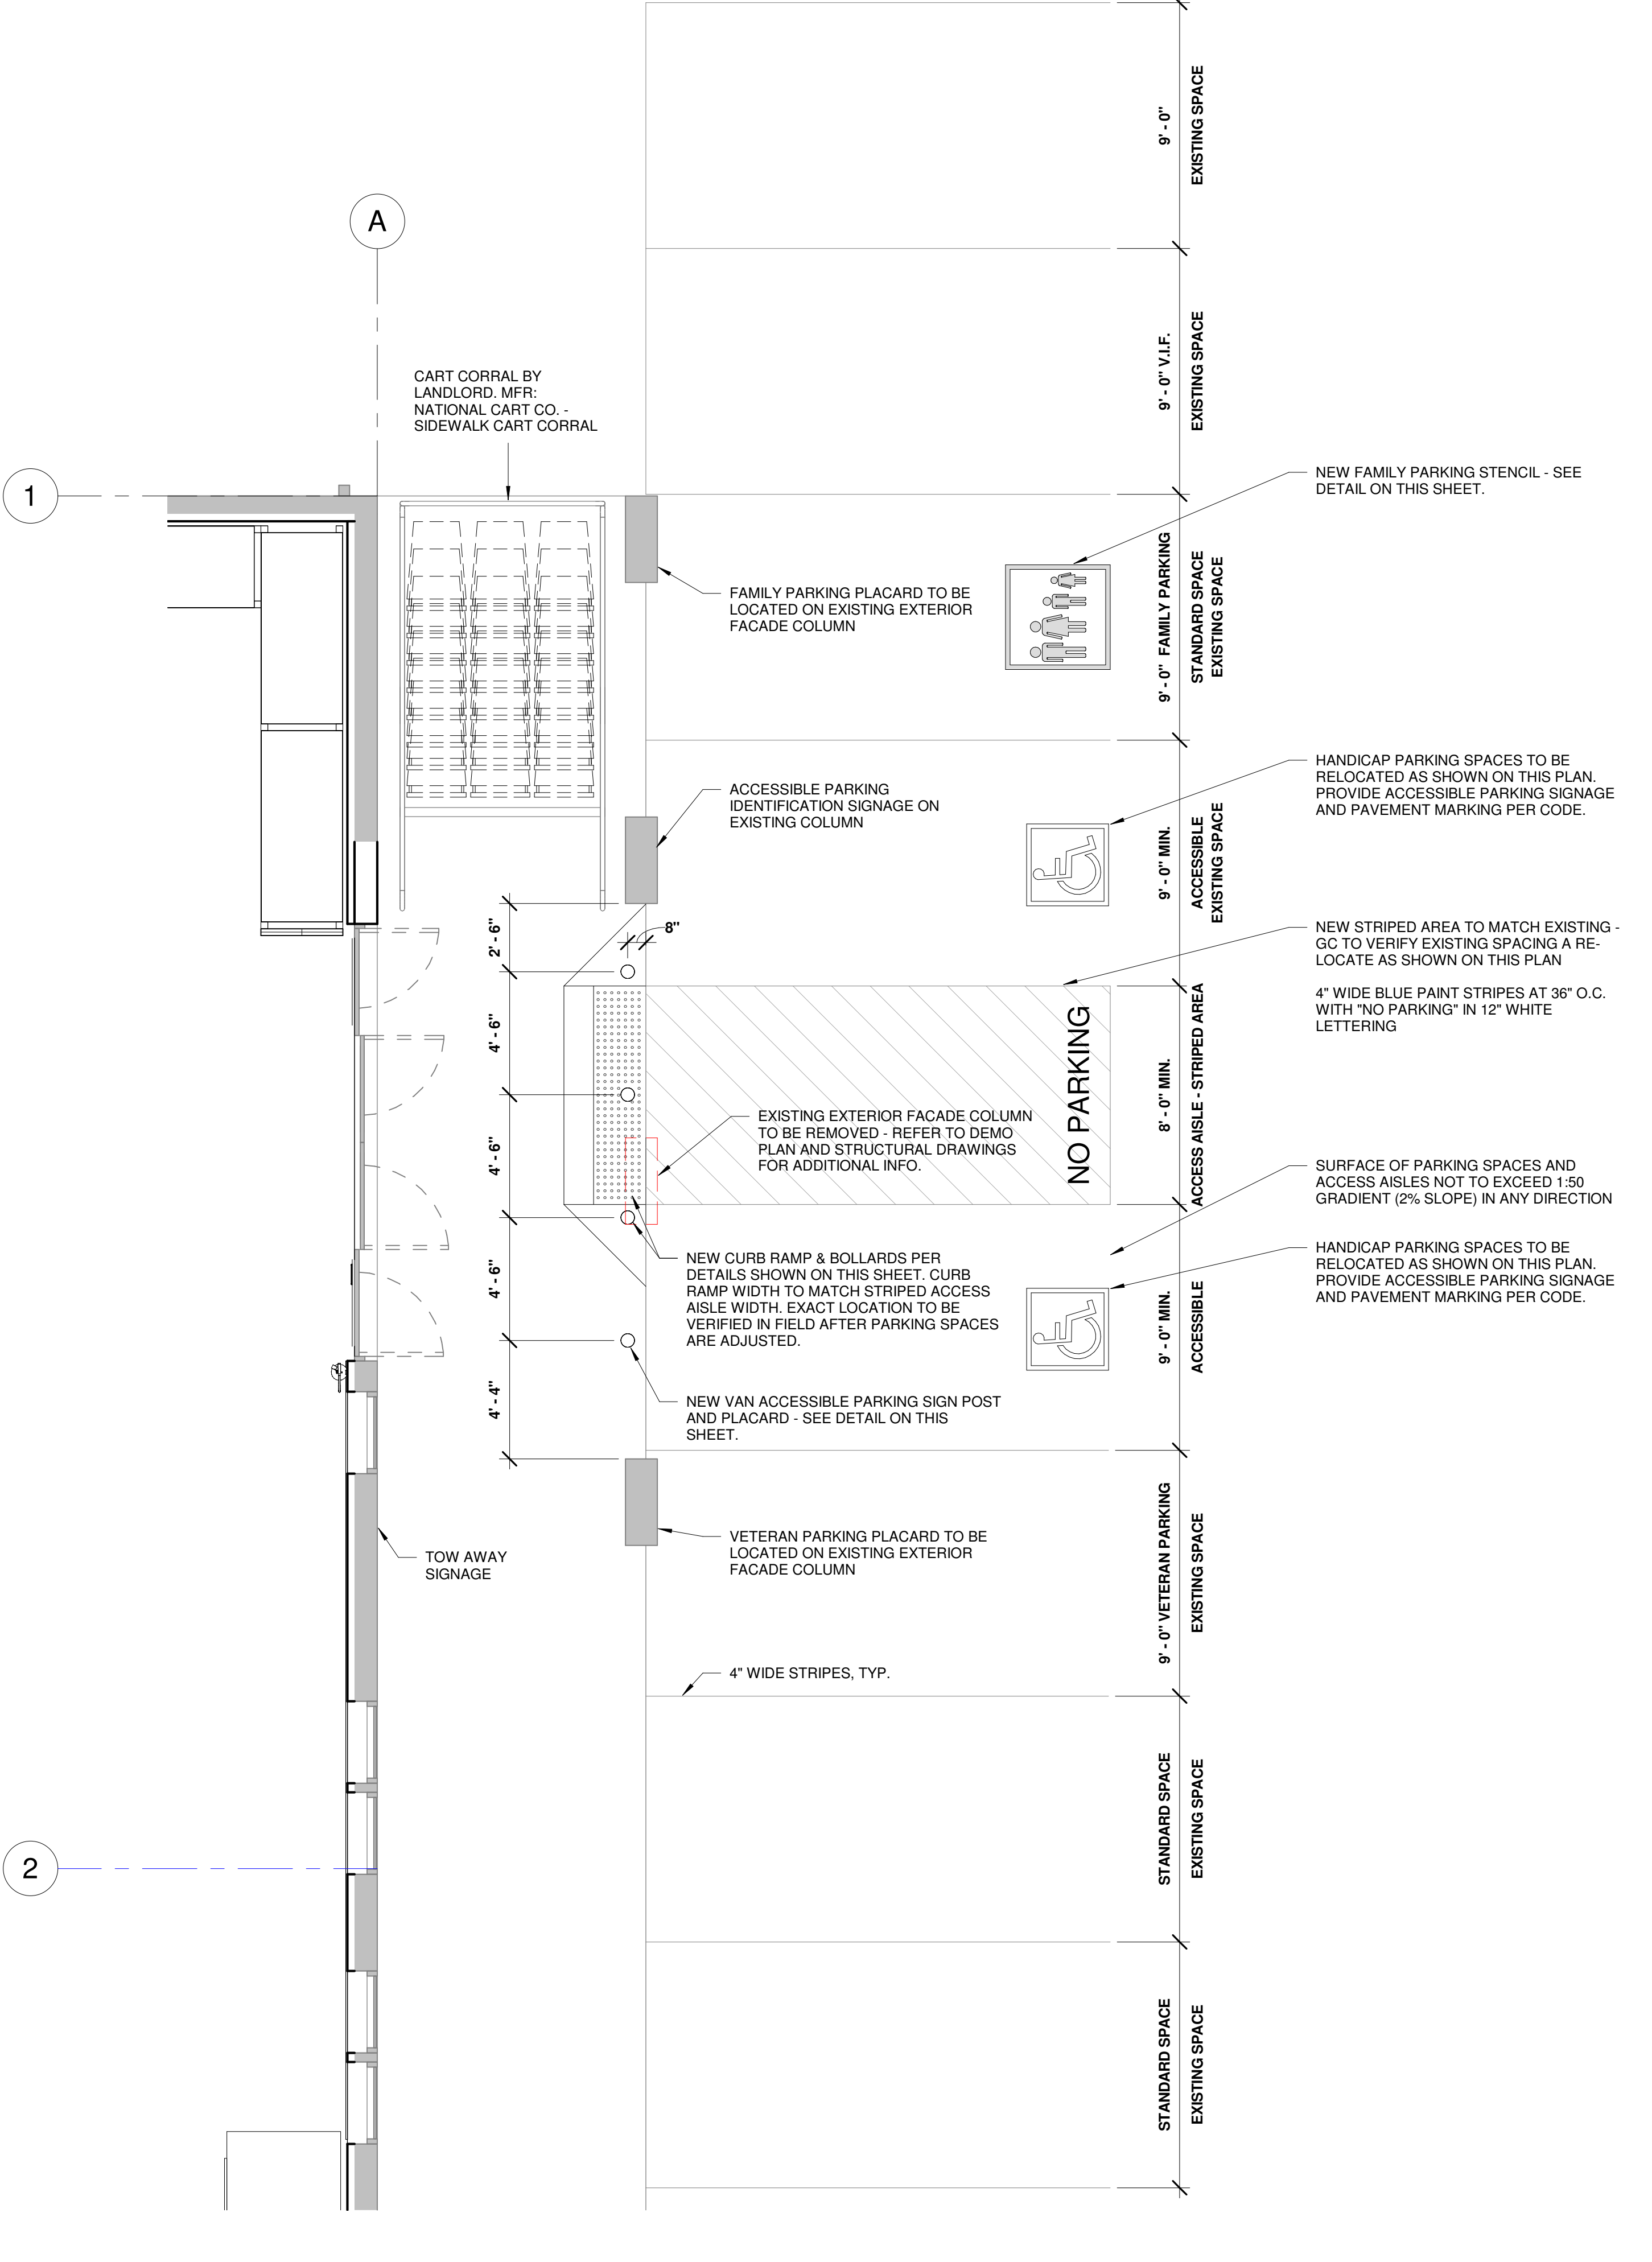 9' - 0"
EXISTING SPACE
A
9' - 0" V.I.F.
EXISTING SPACE
CART CORRAL BY
LANDLORD. MFR:
NATIONAL CART CO. -
SIDEWALK CART CORRAL
1
NEW FAMILY PARKING STENCIL - SEE
DETAIL ON THIS SHEET.
FAMILY PARKING PLACARD TO BE
LOCATED ON EXISTING EXTERIOR
FACADE COLUMN
9' - 0" FAMILY PARKING
STANDARD SPACE
EXISTING SPACE
HANDICAP PARKING SPACES TO BE
RELOCATED AS SHOWN ON THIS PLAN.
PROVIDE ACCESSIBLE PARKING SIGNAGE
AND PAVEMENT MARKING PER CODE.
ACCESSIBLE PARKING
IDENTIFICATION SIGNAGE ON
EXISTING COLUMN
9' - 0" MIN.
ACCESSIBLE
EXISTING SPACE
2' - 6"
8"
NEW STRIPED AREA TO MATCH EXISTING -
GC TO VERIFY EXISTING SPACING A RE-
LOCATE AS SHOWN ON THIS PLAN
4" WIDE BLUE PAINT STRIPES AT 36" O.C.
WITH "NO PARKING" IN 12" WHITE
LETTERING
4' - 6"
NO PARKING
8' - 0" MIN.
ACCESS AISLE - STRIPED AREA
4' - 6"
EXISTING EXTERIOR FACADE COLUMN
TO BE REMOVED - REFER TO DEMO
PLAN AND STRUCTURAL DRAWINGS
FOR ADDITIONAL INFO.
SURFACE OF PARKING SPACES AND
ACCESS AISLES NOT TO EXCEED 1:50
GRADIENT (2% SLOPE) IN ANY DIRECTION
4' - 6"
NEW CURB RAMP & BOLLARDS PER
DETAILS SHOWN ON THIS SHEET. CURB
RAMP WIDTH TO MATCH STRIPED ACCESS
AISLE WIDTH. EXACT LOCATION TO BE
VERIFIED IN FIELD AFTER PARKING SPACES
ARE ADJUSTED.
9' - 0" MIN.
ACCESSIBLE
HANDICAP PARKING SPACES TO BE
RELOCATED AS SHOWN ON THIS PLAN.
PROVIDE ACCESSIBLE PARKING SIGNAGE
AND PAVEMENT MARKING PER CODE.
4' - 4"
NEW VAN ACCESSIBLE PARKING SIGN POST
AND PLACARD - SEE DETAIL ON THIS
SHEET.
TOW AWAY
SIGNAGE
VETERAN PARKING PLACARD TO BE
LOCATED ON EXISTING EXTERIOR
FACADE COLUMN
9' - 0" VETERAN PARKING
EXISTING SPACE
4" WIDE STRIPES, TYP.
2
STANDARD SPACE
EXISTING SPACE
STANDARD SPACE
EXISTING SPACE